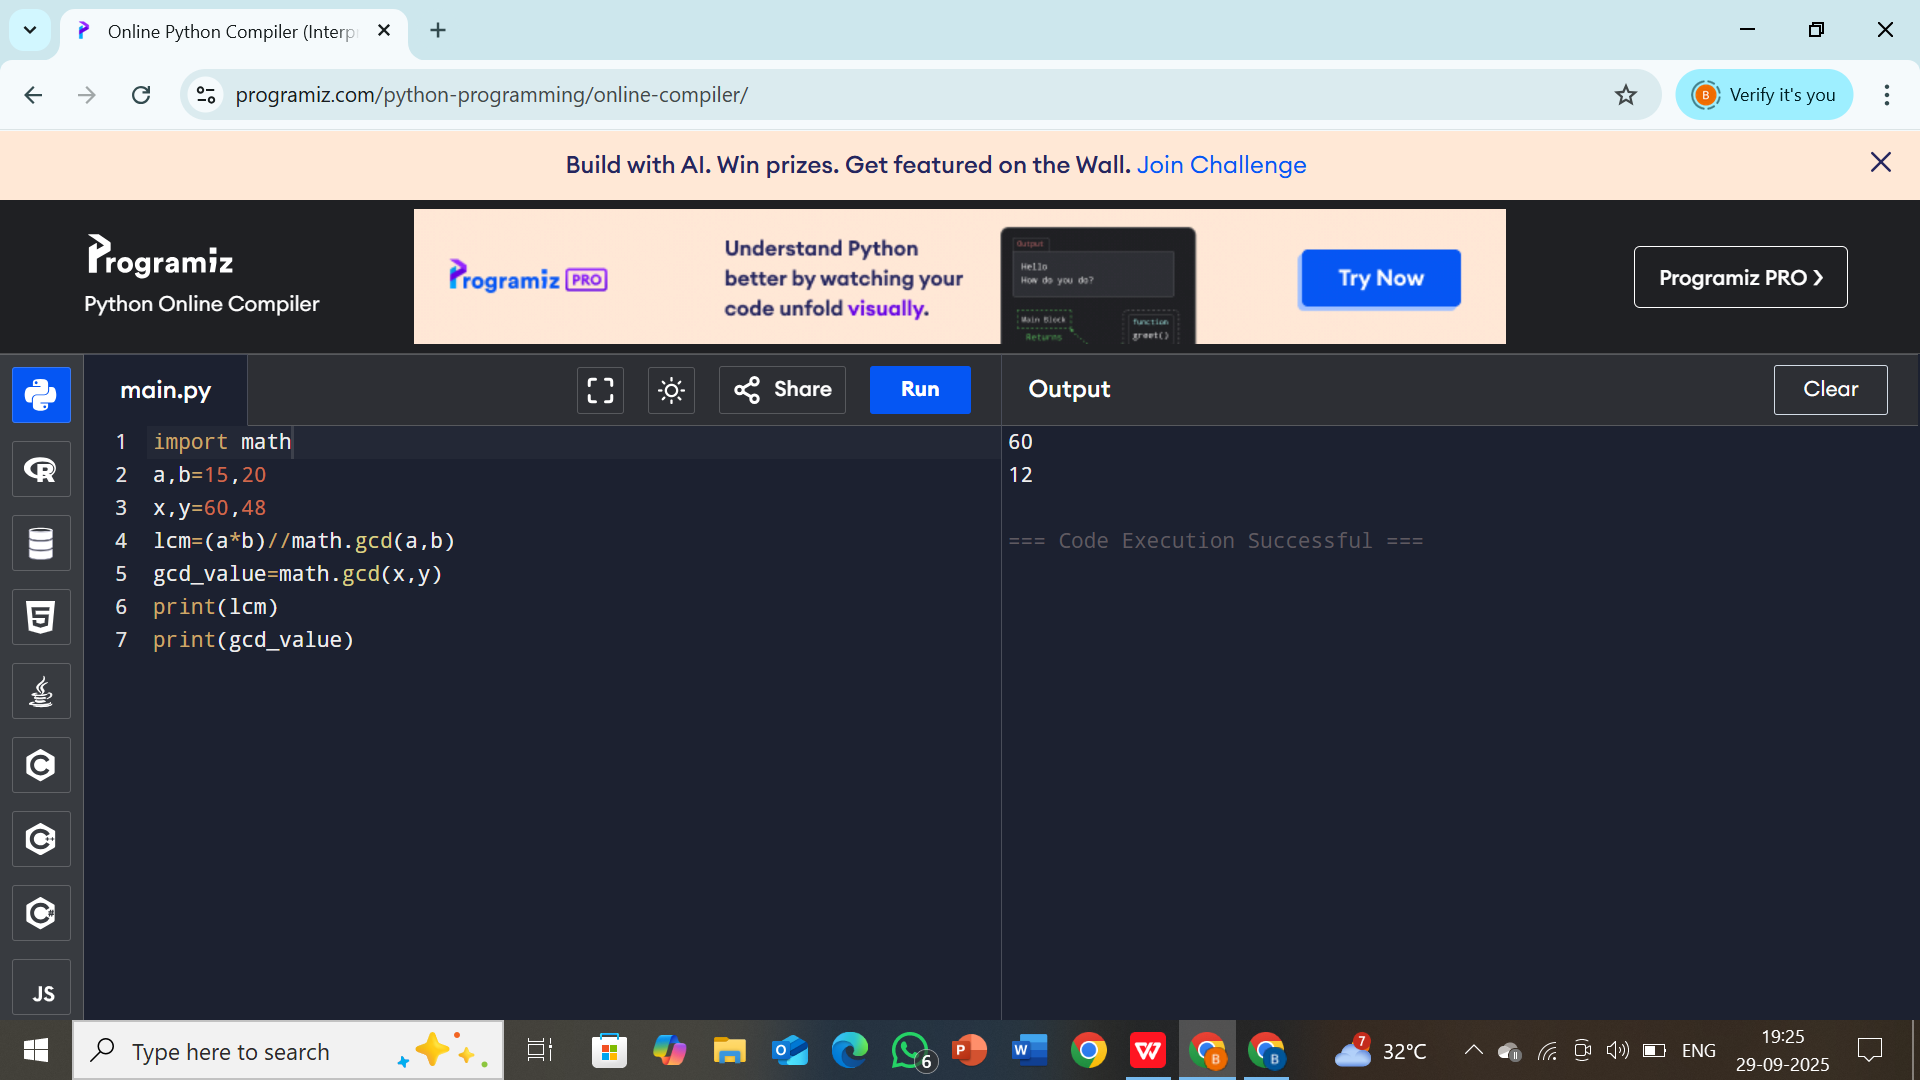 Online Python Compiler (Interp
programiz.com/python-programming/online-compiler/
B
Verify it's you
Build with AI. Win prizes. Get featured on the Wall. Join Challenge
Programiz
Python Online Compiler
Programiz PRO
Understand Python
better by watching your
code unfold visually.
Output
Hello
How do you do?
Main Block
Returns
function
greet()
Try Now
Programiz PRO ❯
main.py
Share
Run
Output
Clear
1 import math
2 a,b=15,20
3 x,y=60,48
4 lcm=(a*b)//math.gcd(a,b)
5 gcd_value=math.gcd(x,y)
6 print(lcm)
7 print(gcd_value)
60
12
=== Code Execution Successful ===
R
5
C
C++
C#
JS
Type here to search
O
6
P
W
W
B
B
7
32°C
ENG
19:25
29-09-2025